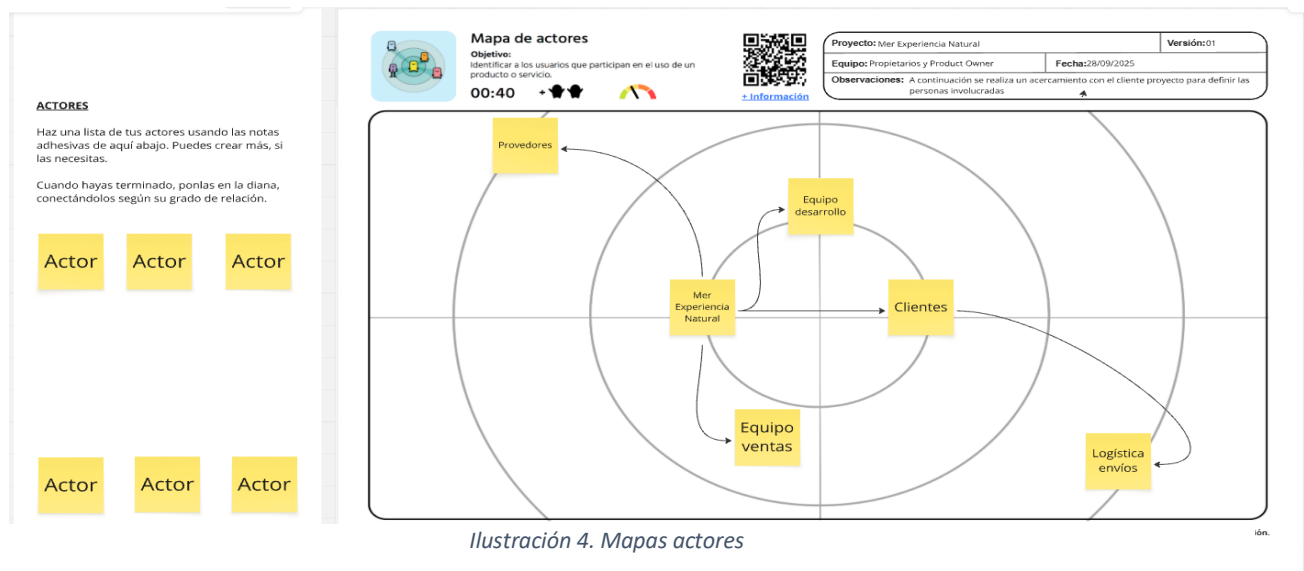 ACTORES
Haz una lista de tus actores usando las notas
adhesivas de aquí abajo. Puedes crear más, si
las necesitas.
Cuando hayas terminado, ponlas en la diana,
conectándolos según su grado de relación.
Actor
Actor
Actor
Actor
Actor
Actor
Mapa de actores
Objetivo:
Identificar a los usuarios que participan en el uso de un
producto o servicio.
00:40
+
+ Información
Proyecto: Mer Experiencia Natural
Versión:01
Equipo: Propietarios y Product Owner
Fecha:28/09/2025
Observaciones: A continuación se realiza un acercamiento con el cliente proyecto para definir las
personas involucradas
Provedores
Equipo
desarrollo
Mer
Experiencia
Natural
Clientes
Equipo
ventas
Logística
envíos
ión.
Ilustración 4. Mapas actores